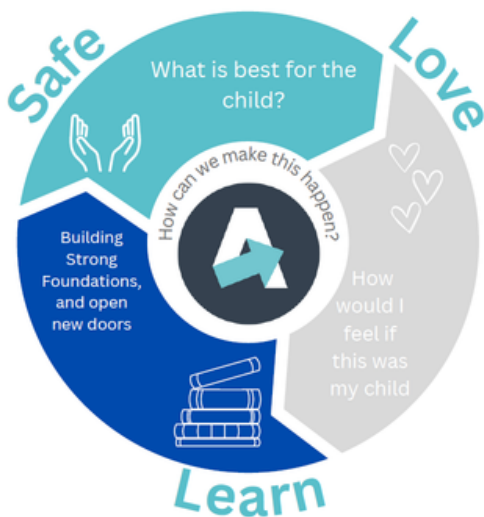 Safe
Love
What is best for the
child?
How can we make this happen?
A
Building
Strong
Foundations,
and open
new doors
How
would I
feel if
this was
my child
Learn